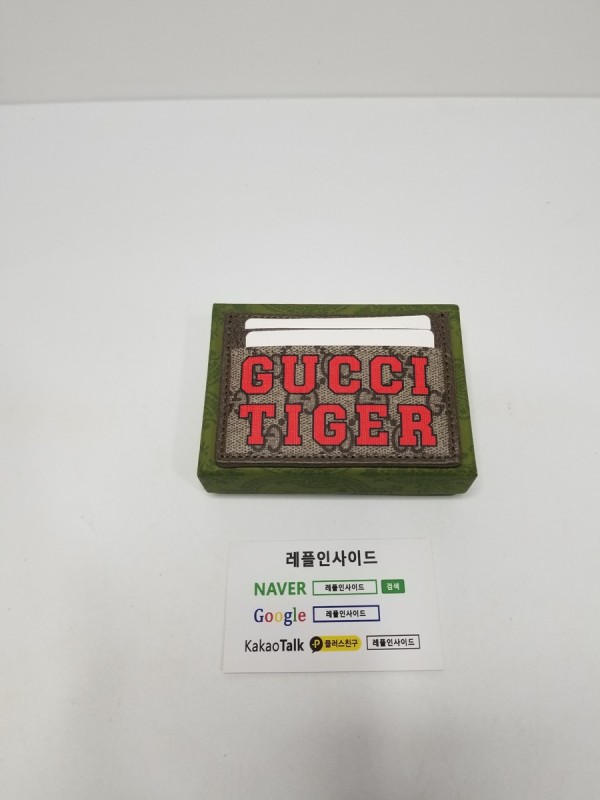 GUCCI
TIGER
레플인사이드
NAVER 레플인사이드 검색
Google 레플인사이드
KakaoTalk P 플러스친구 레플인사이드